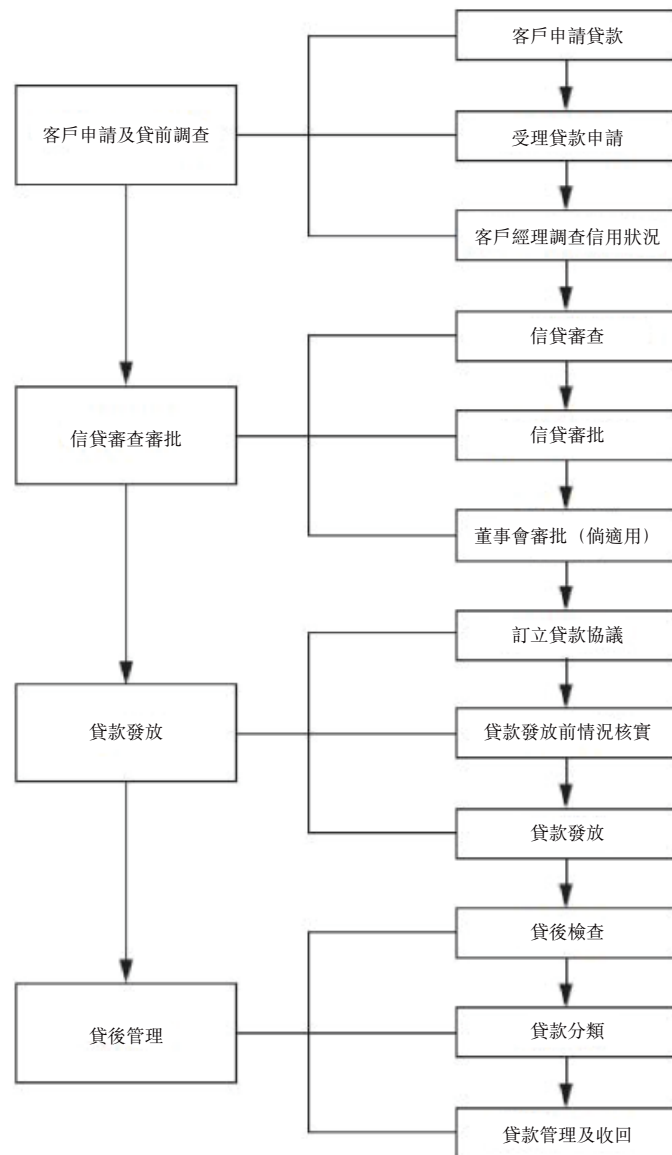 客戶申請及貸前調查
客戶申請貸款
受理貸款申請
客戶經理調查信用狀況
信貸審查審批
信貸審查
信貸審批
董事會審批（倘適用）
貸款發放
訂立貸款協議
貸款發放前情況核實
貸款發放
貸後管理
貸後檢查
貸款分類
貸款管理及收回